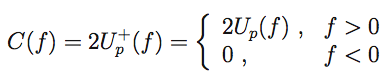 C(f) = 2U_p^+(f) = { 2U_p(f) , f > 0
0 , f < 0